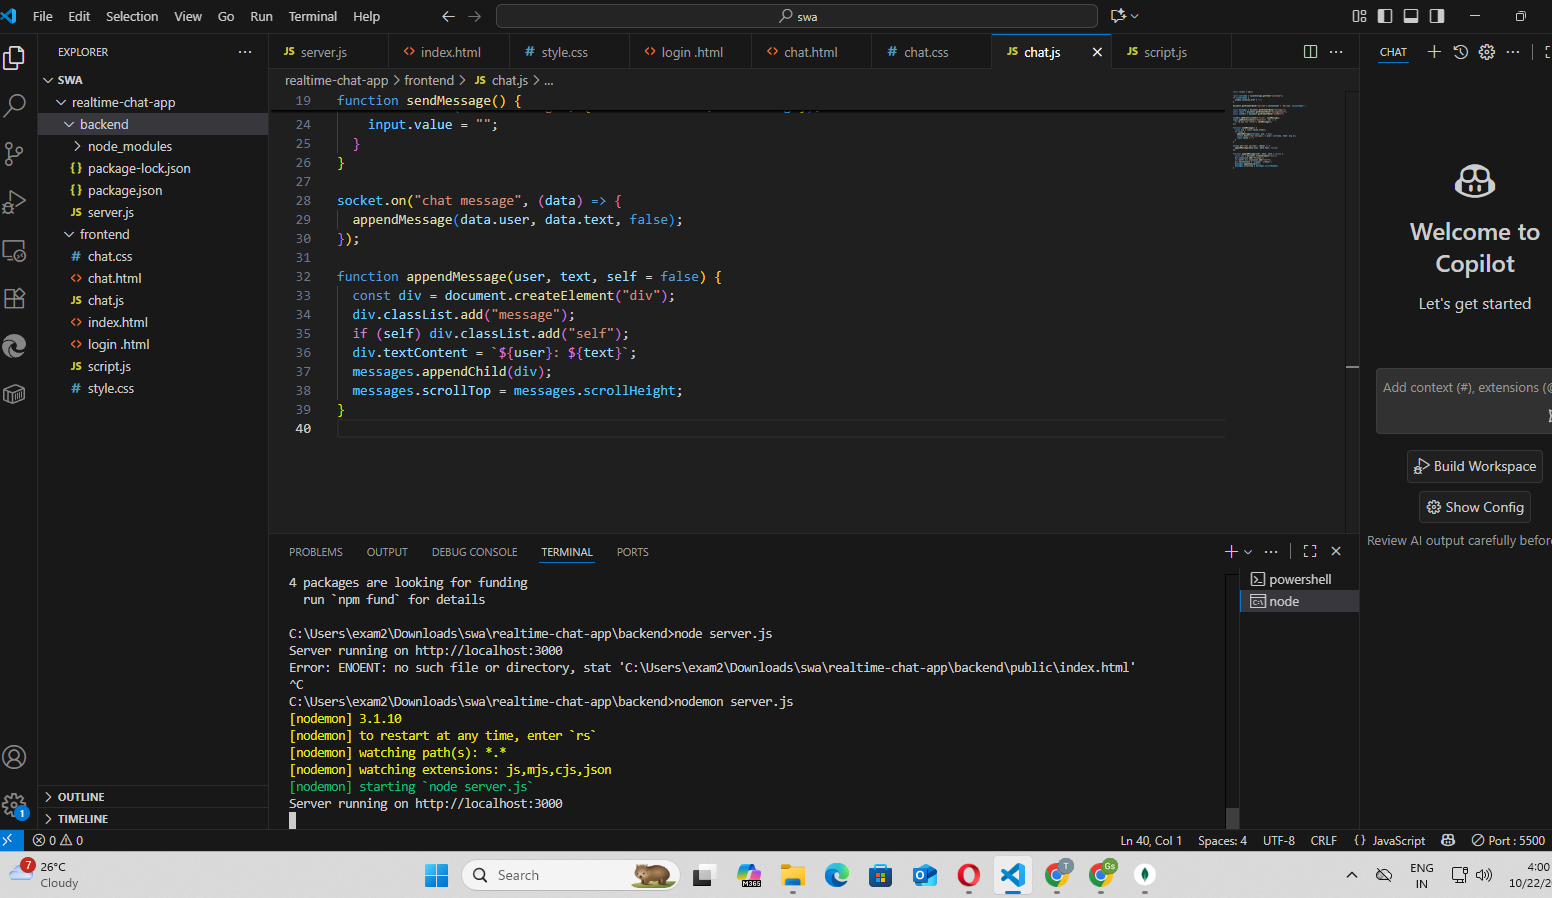 File Edit Selection View Go Run Terminal Help
swa
EXPLORER
SWA
realtime-chat-app
backend
node_modules
{} package-lock.json
{} package.json
JS server.js
frontend
# chat.css
<> chat.html
JS chat.js
<> index.html
<> login .html
JS script.js
# style.css
OUTLINE
TIMELINE
JS server.js
<> index.html
# style.css
<> login .html
<> chat.html
# chat.css
JS chat.js
JS script.js
realtime-chat-app > frontend > JS chat.js > ...
19 function sendMessage() {
24 input.value = "";
25 }
26 }
27
28 socket.on("chat message", (data) => {
29 appendMessage(data.user, data.text, false);
30 });
31
32 function appendMessage(user, text, self = false) {
33 const div = document.createElement("div");
34 div.classList.add("message");
35 if (self) div.classList.add("self");
36 div.textContent = `${user}: ${text}`;
37 messages.appendChild(div);
38 messages.scrollTop = messages.scrollHeight;
39 }
40
PROBLEMS OUTPUT DEBUG CONSOLE TERMINAL PORTS
4 packages are looking for funding
run `npm fund` for details
C:\Users\exam2\Downloads\swa\realtime-chat-app\backend>node server.js
Server running on http://localhost:3000
Error: ENOENT: no such file or directory, stat 'C:\Users\exam2\Downloads\swa\realtime-chat-app\backend\public\index.html'
^C
C:\Users\exam2\Downloads\swa\realtime-chat-app\backend>nodemon server.js
[nodemon] 3.1.10
[nodemon] to restart at any time, enter `rs`
[nodemon] watching path(s): *.*
[nodemon] watching extensions: js,mjs,cjs,json
[nodemon] starting `node server.js`
Server running on http://localhost:3000
powershell
node
CHAT
Welcome to
Copilot
Let's get started
Add context (#), extensions (@
Build Workspace
Show Config
Review AI output carefully before
1
0 0
Ln 40, Col 1 Spaces: 4 UTF-8 CRLF {} JavaScript Port : 5500
7
26°C
Cloudy
Search
M365
T
Gs
ENG
IN
4:00
10/22/2